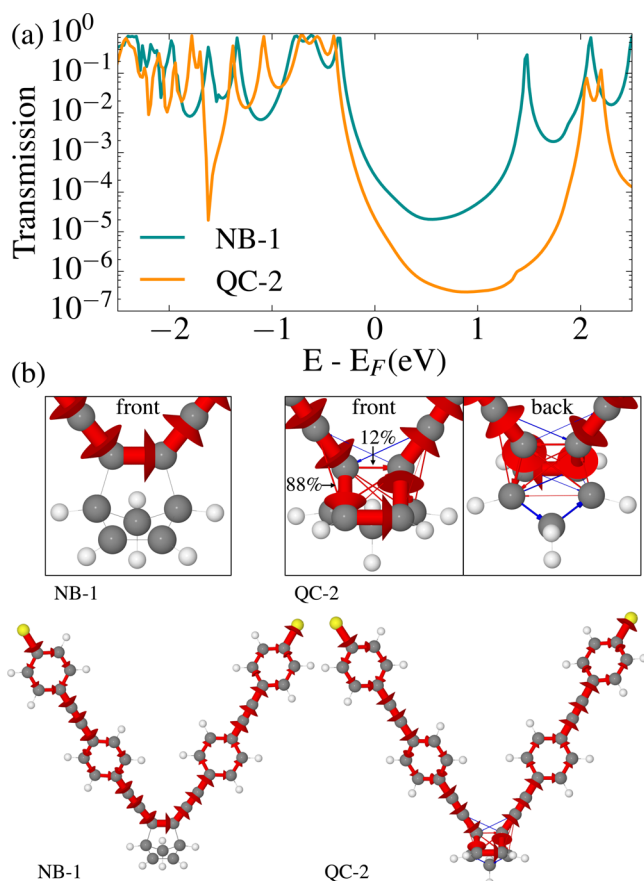 (a)
Transmission
10^0
10^-1
10^-2
10^-3
10^-4
10^-5
10^-6
10^-7
NB-1
QC-2
−2 −1 0 1 2
E - E_F(eV)
(b)
front
front
back
12%
88%
NB-1
QC-2
NB-1
QC-2